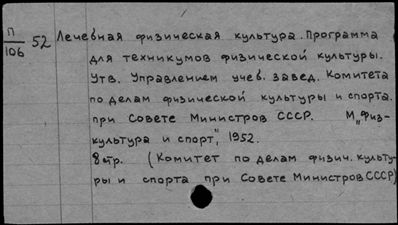 П/106 52 Лечебная физическая культура. Программа
для техникумов физической культуры.
Утв. Управлением учеб. завед. Комитета
по делам физической культуры и спорта.
при Совете Министров СССР. М., „Физ-
культура и спорт", 1952.
8 стр. (Комитет по делам физич. культу-
ры и спорта при Совете Министров СССР)